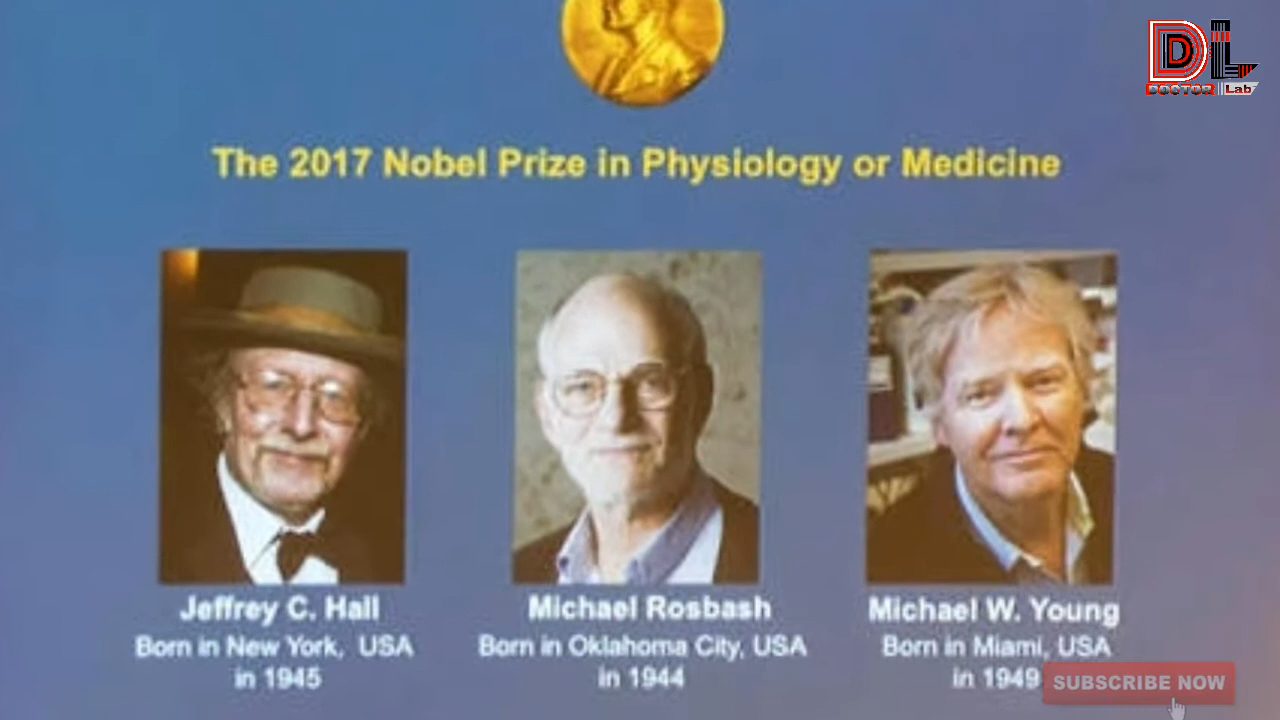 DL
DOCTOR Lab
The 2017 Nobel Prize in Physiology or Medicine
Jeffrey C. Hall
Born in New York, USA
in 1945
Michael Rosbash
Born in Oklahoma City, USA
in 1944
Michael W. Young
Born in Miami, USA
in 1949
SUBSCRIBE NOW